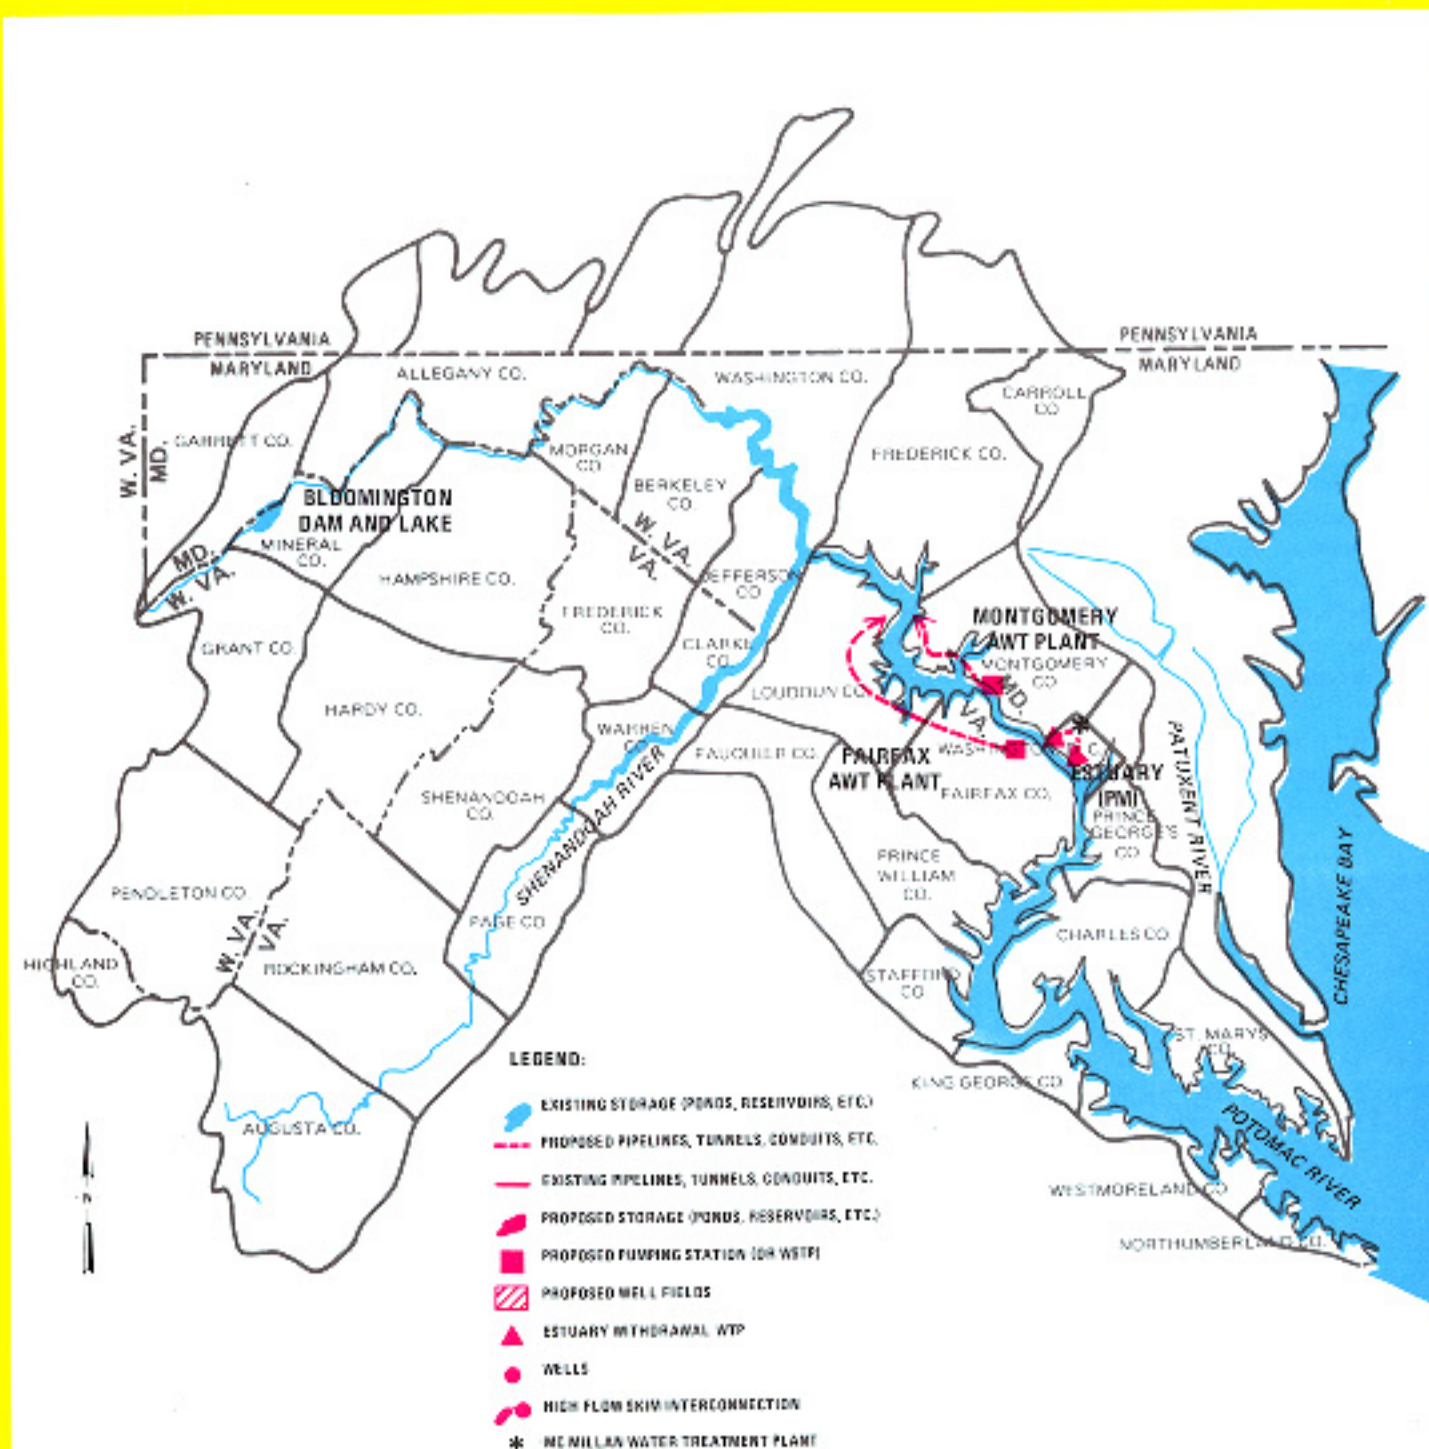 PENNSYLVANIA
MARYLAND
PENNSYLVANIA
MARYLAND
W. VA.
MD.
GARRETT CO.
ALLEGANY CO.
WASHINGTON CO.
CARROLL
CO
FREDERICK CO.
MORGAN
CO.
BERKELEY
CO.
BLOOMINGTON
DAM AND LAKE
MINERAL
CO.
MD.
W. VA.
HAMPSHIRE CO.
W. VA.
VA.
JEFFERSON
CO
FREDERICK
CO.
CLARKE
CO.
GRANT CO.
HARDY CO.
LOUDOUN CO.
MONTGOMERY
AWT PLANT
MONTGOMERY
CO
MD.
VA.
WARREN
CO
FAUQUIER CO.
FAIRFAX
AWT PLANT
WASHINGTON D.C.
*
ESTUARY
(PM)
FAIRFAX CO.
PRINCE
GEORGE'S
CO
PATUXENT RIVER
CHESAPEAKE BAY
SHENANDOAH
CO.
SHENANDOAH RIVER
PRINCE
WILLIAM
CO.
PENDLETON CO
W. VA.
VA.
PAGE CO
CHARLES CO.
HIGHLAND
CO.
ROCKINGHAM CO.
STAFFORD
CO
ST. MARYS
CO.
KING GEORGE CO.
POTOMAC RIVER
AUGUSTA CO.
WESTMORELAND CO
NORTHUMBERLAND CO.
N
LEGEND:
EXISTING STORAGE (PONDS, RESERVOIRS, ETC.)
PROPOSED PIPELINES, TUNNELS, CONDUITS, ETC.
EXISTING PIPELINES, TUNNELS, CONDUITS, ETC.
PROPOSED STORAGE (PONDS, RESERVOIRS, ETC.)
PROPOSED PUMPING STATION (OR WSTP)
PROPOSED WELL FIELDS
ESTUARY WITHDRAWAL WTP
WELLS
HIGH FLOW SKIM INTERCONNECTION
* MC MILLAN WATER TREATMENT PLANT